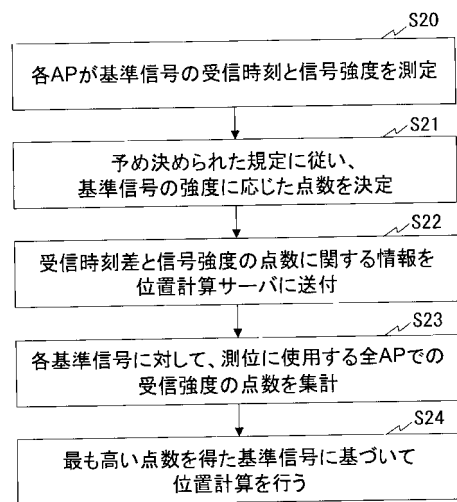 S20
各APが基準信号の受信時刻と信号強度を測定
S21
予め決められた規定に従い、
基準信号の強度に応じた点数を決定
S22
受信時刻差と信号強度の点数に関する情報を
位置計算サーバに送付
S23
各基準信号に対して、測位に使用する全APでの
受信強度の点数を集計
S24
最も高い点数を得た基準信号に基づいて
位置計算を行う